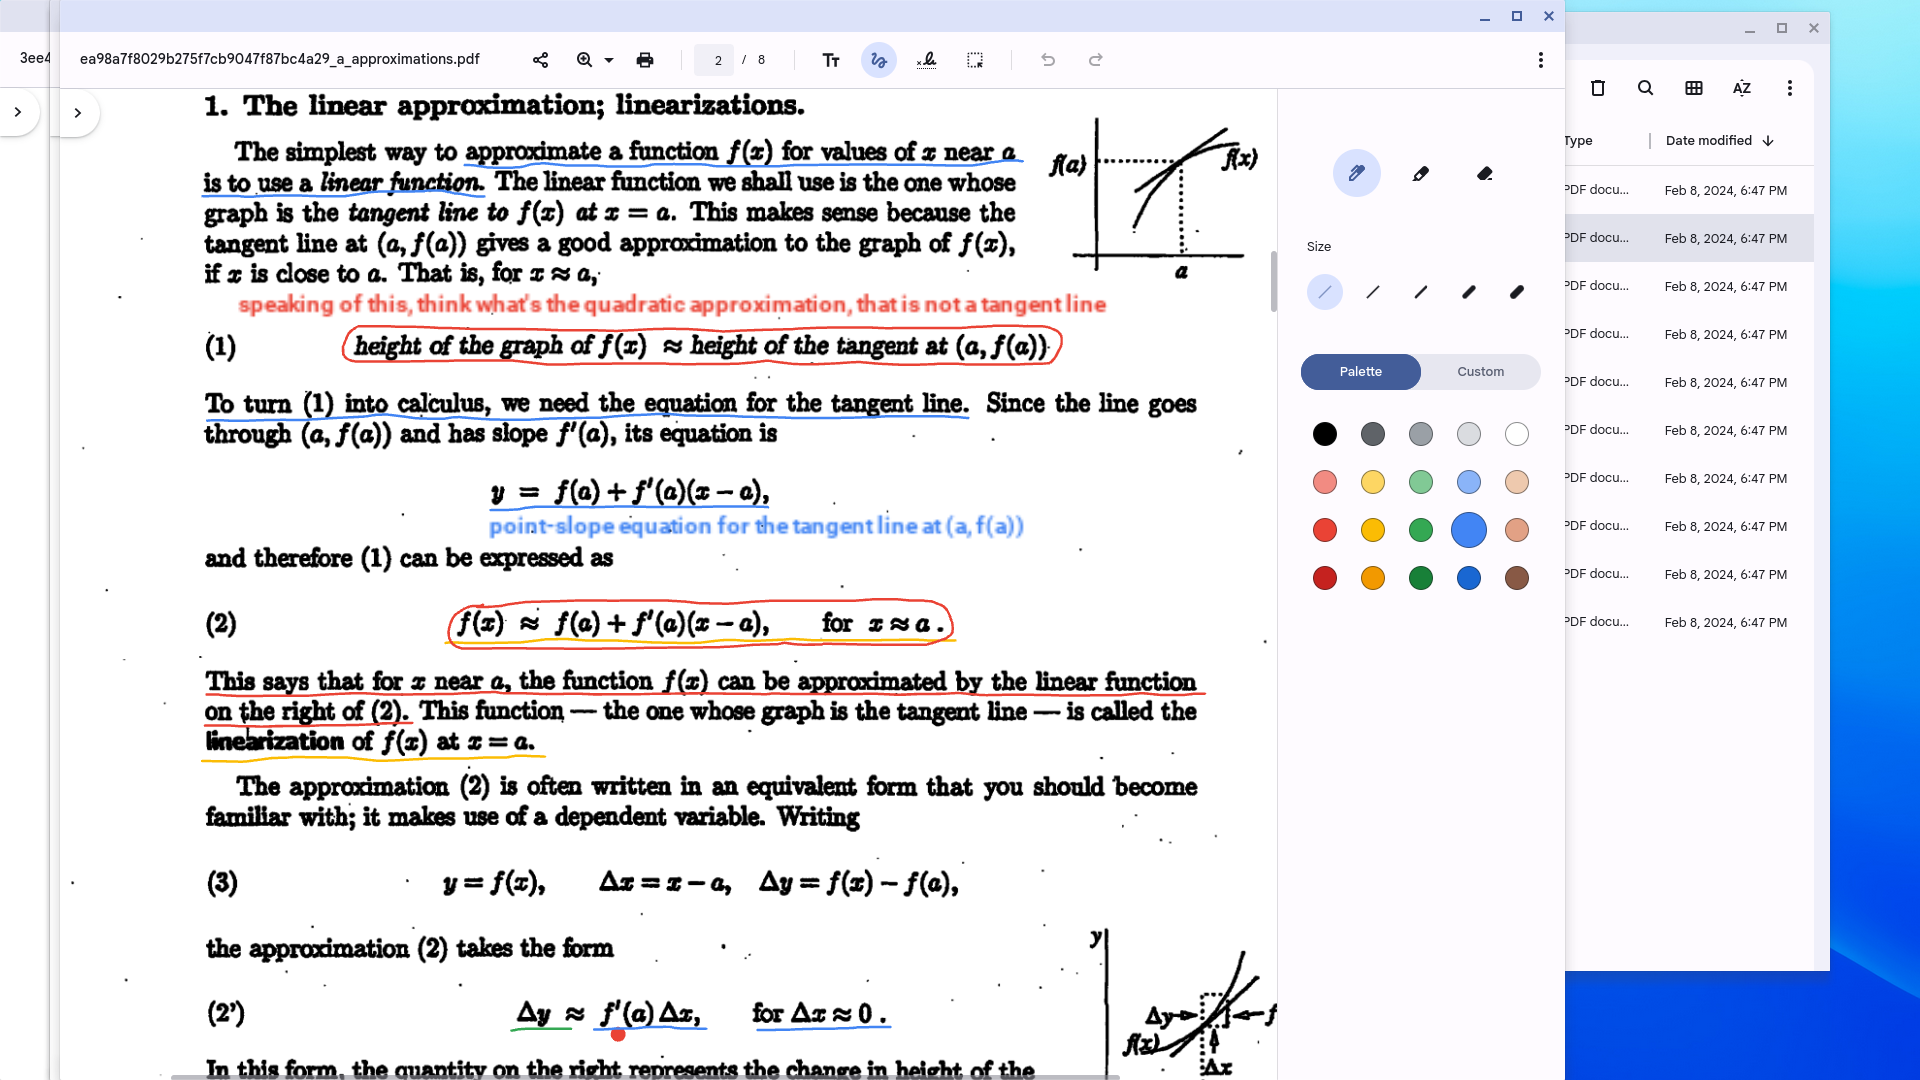 3ee4
ea98a7f8029b275f7cb9047f87bc4a29_a_approximations.pdf
2 / 8
1. The linear approximation; linearizations.
The simplest way to approximate a function f(x) for values of x near a
is to use a linear function. The linear function we shall use is the one whose
graph is the tangent line to f(x) at x = a. This makes sense because the
tangent line at (a, f(a)) gives a good approximation to the graph of f(x),
if x is close to a. That is, for x ≈ a,
f(a)
f(x)
a
speaking of this, think what's the quadratic approximation, that is not a tangent line
(1) height of the graph of f(x) ≈ height of the tangent at (a, f(a))
To turn (1) into calculus, we need the equation for the tangent line. Since the line goes
through (a, f(a)) and has slope f'(a), its equation is
y = f(a) + f'(a)(x − a),
point-slope equation for the tangent line at (a, f(a))
and therefore (1) can be expressed as
(2) f(x) ≈ f(a) + f'(a)(x − a), for x ≈ a.
This says that for x near a, the function f(x) can be approximated by the linear function
on the right of (2). This function — the one whose graph is the tangent line — is called the
linearization of f(x) at x = a.
The approximation (2) is often written in an equivalent form that you should become
familiar with; it makes use of a dependent variable. Writing
(3) y = f(x), Δx = x − a, Δy = f(x) − f(a),
the approximation (2) takes the form
(2') Δy ≈ f'(a) Δx, for Δx ≈ 0.
In this form, the quantity on the right represents the change in height of the
y
Δy
f
f(x)
Δx
Size
Palette
Custom
Type
Date modified
PDF docu... Feb 8, 2024, 6:47 PM
PDF docu... Feb 8, 2024, 6:47 PM
PDF docu... Feb 8, 2024, 6:47 PM
PDF docu... Feb 8, 2024, 6:47 PM
PDF docu... Feb 8, 2024, 6:47 PM
PDF docu... Feb 8, 2024, 6:47 PM
PDF docu... Feb 8, 2024, 6:47 PM
PDF docu... Feb 8, 2024, 6:47 PM
PDF docu... Feb 8, 2024, 6:47 PM
PDF docu... Feb 8, 2024, 6:47 PM